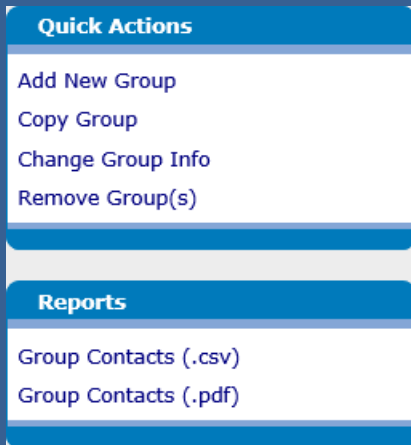 Quick Actions
Add New Group
Copy Group
Change Group Info
Remove Group(s)
Reports
Group Contacts (.csv)
Group Contacts (.pdf)